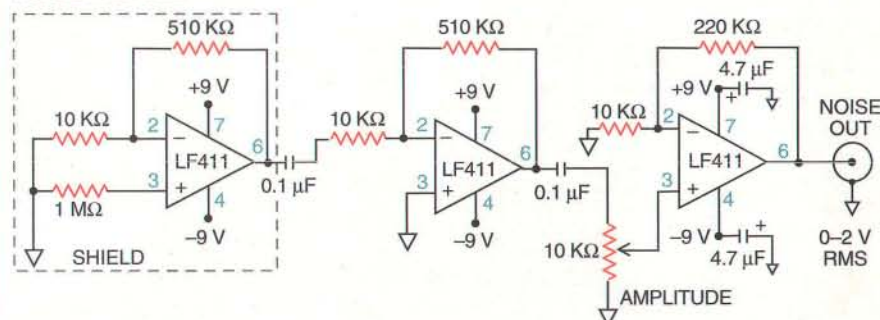 510 KΩ
10 KΩ
2
−
7
+9 V
6
LF411
3
+
4
1 MΩ
−9 V
0.1 µF
SHIELD
510 KΩ
10 KΩ
2
−
+9 V
7
6
LF411
3
+
4
−9 V
0.1 µF
10 KΩ
AMPLITUDE
220 KΩ
4.7 µF
+9 V
+
10 KΩ
2
−
7
6
LF411
3
+
4
−9 V
+
4.7 µF
NOISE
OUT
0–2 V
RMS